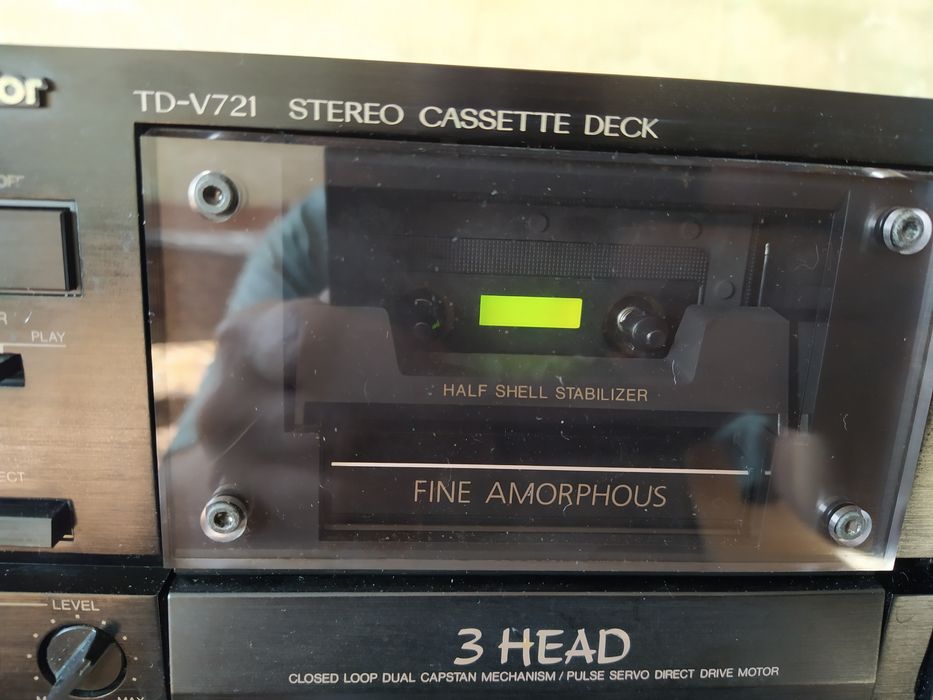 TD-V721 STEREO CASSETTE DECK
PLAY
HALF SHELL STABILIZER
FINE AMORPHOUS
LEVEL
MAX
3 HEAD
CLOSED LOOP DUAL CAPSTAN MECHANISM / PULSE SERVO DIRECT DRIVE MOTOR